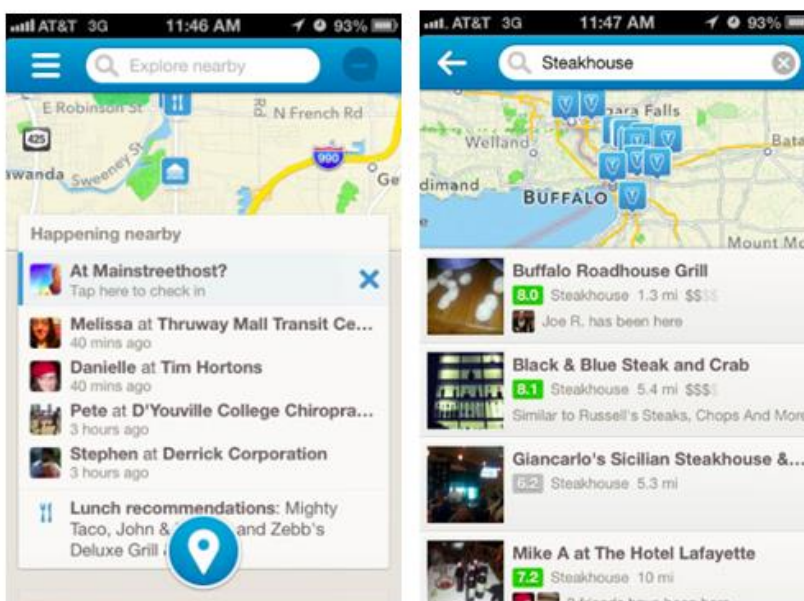 AT&T 3G 11:46 AM 93%
Explore nearby
E Robinson St
N French Rd
Rd
425
990
Sweeney St
Happening nearby
At Mainstreethost?
Tap here to check in
Melissa at Thruway Mall Transit Ce...
40 mins ago
Danielle at Tim Hortons
40 mins ago
Pete at D'Youville College Chiropra...
3 hours ago
Stephen at Derrick Corporation
3 hours ago
Lunch recommendations: Mighty
Taco, John & and Zebb's
Deluxe Grill
AT&T 3G 11:47 AM 93%
Steakhouse
Falls
Welland
BUFFALO
Buffalo Roadhouse Grill
8.0 Steakhouse 1.3 mi $$$$
Joe R. has been here
Black & Blue Steak and Crab
8.1 Steakhouse 5.4 mi $$$$
Similar to Russell's Steaks, Chops And More
Giancarlo's Sicilian Steakhouse &...
6.2 Steakhouse 5.3 mi
Mike A at The Hotel Lafayette
7.2 Steakhouse 10 mi